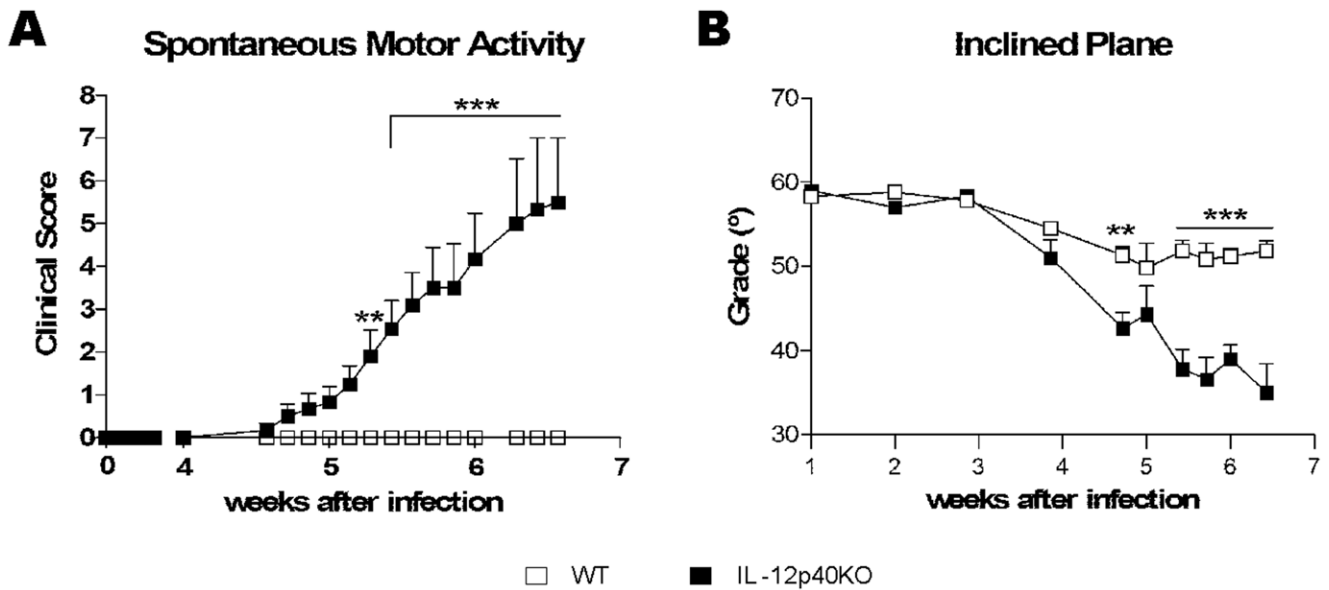 A
Spontaneous Motor Activity
8
7
6
5
4
3
2
1
0
Clinical Score
***
**
0 4 5 6 7
weeks after infection
B
Inclined Plane
70
60
50
40
30
Grade (º)
**
***
1 2 3 4 5 6 7
weeks after infection
WT IL-12p40KO